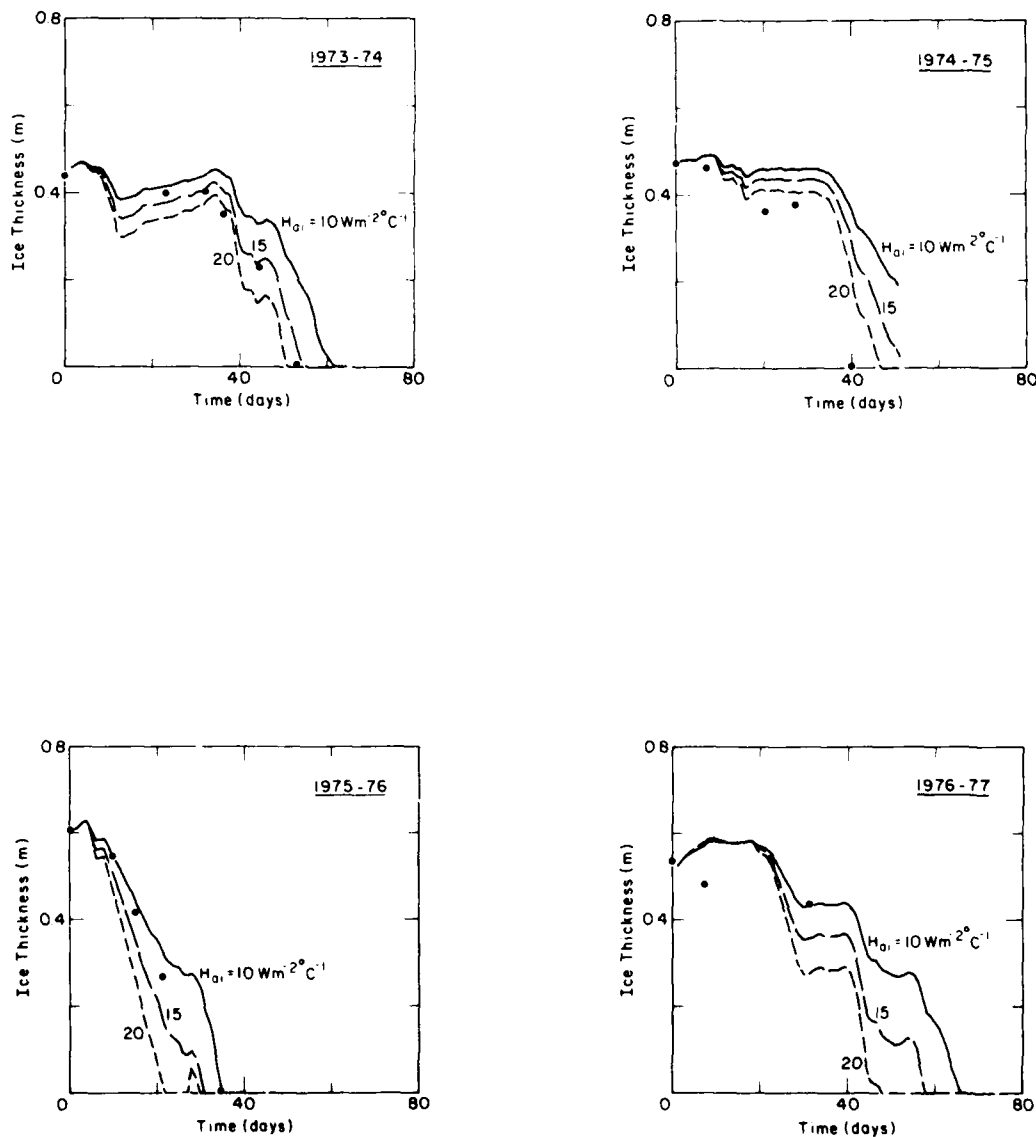 0.8
1973-74
Ice Thickness (m)
0.4
H_ai = 10 Wm⁻²°C⁻¹
15
20
0
40
80
Time (days)
0.8
1974-75
Ice Thickness (m)
0.4
H_ai = 10 Wm⁻²°C⁻¹
20
15
0
40
80
Time (days)
0.8
1975-76
Ice Thickness (m)
0.4
H_ai = 10 Wm⁻²°C⁻¹
15
20
0
40
80
Time (days)
0.8
1976-77
Ice Thickness (m)
0.4
H_ai = 10 Wm⁻²°C⁻¹
15
20
0
40
80
Time (days)